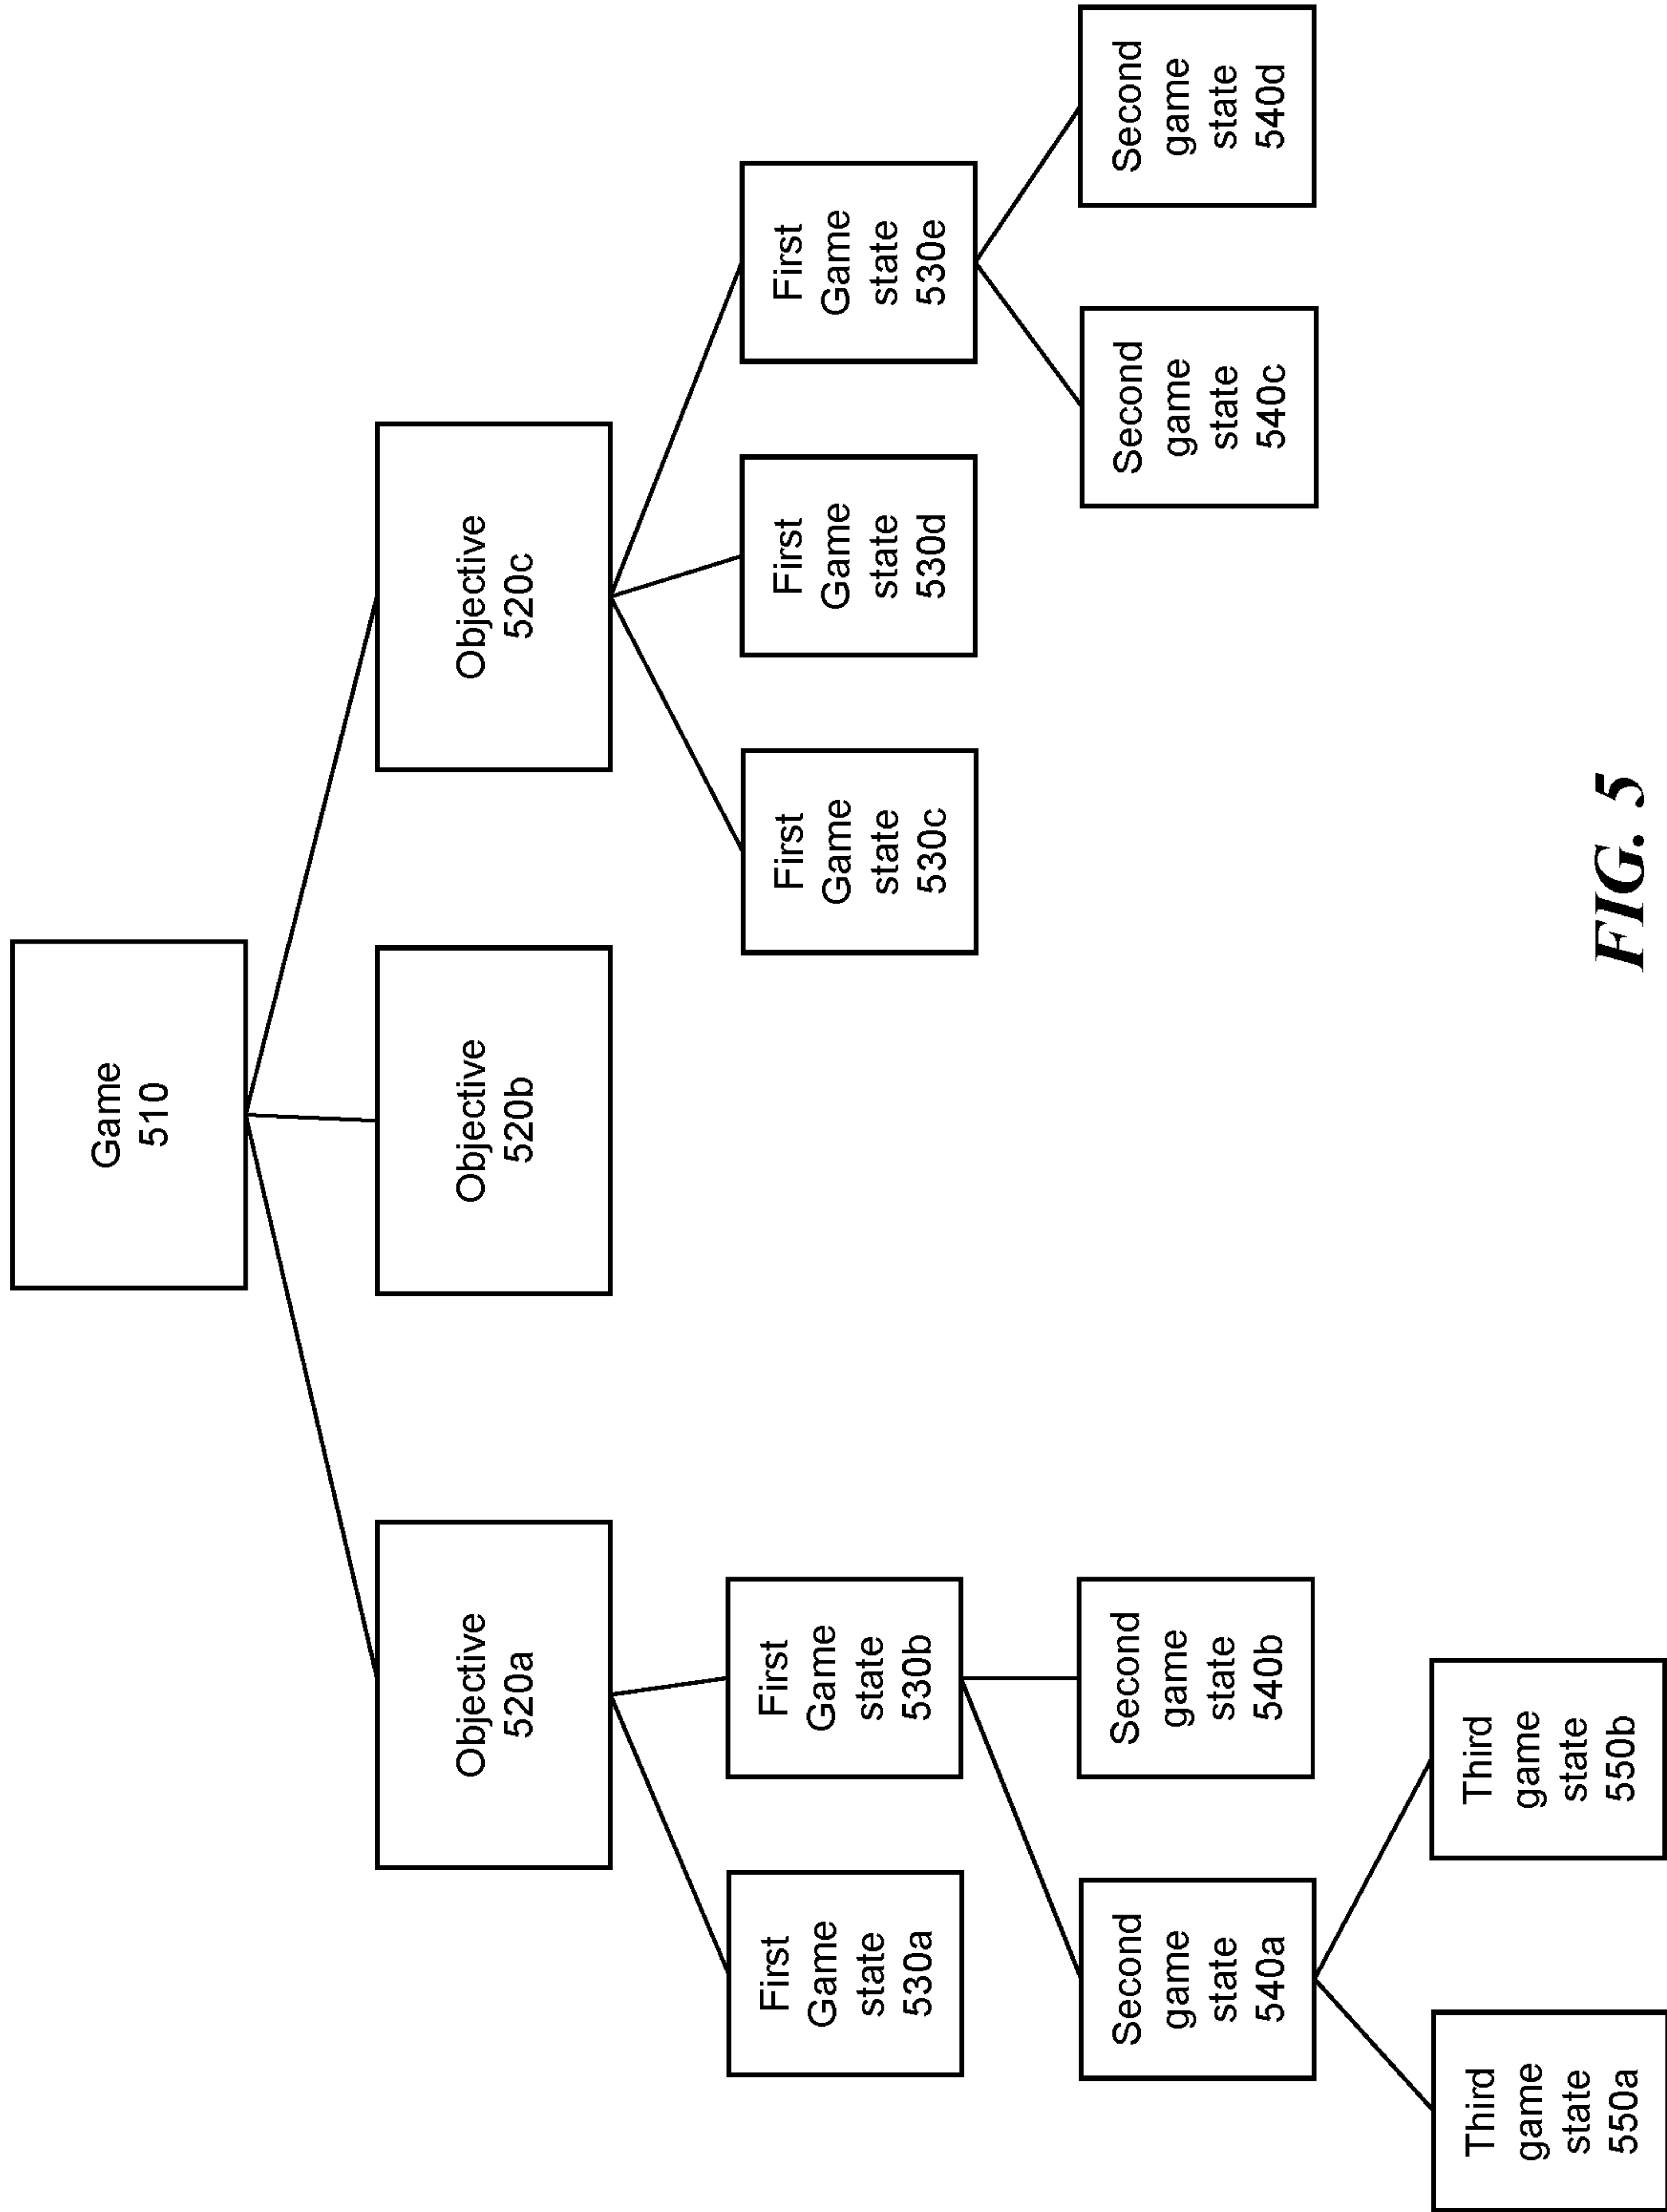 Game
510
Objective
520a
Objective
520b
Objective
520c
First
Game
state
530a
First
Game
state
530b
First
Game
state
530c
First
Game
state
530d
First
Game
state
530e
Second
game
state
540a
Second
game
state
540b
Second
game
state
540c
Second
game
state
540d
Third
game
state
550a
Third
game
state
550b
FIG. 5